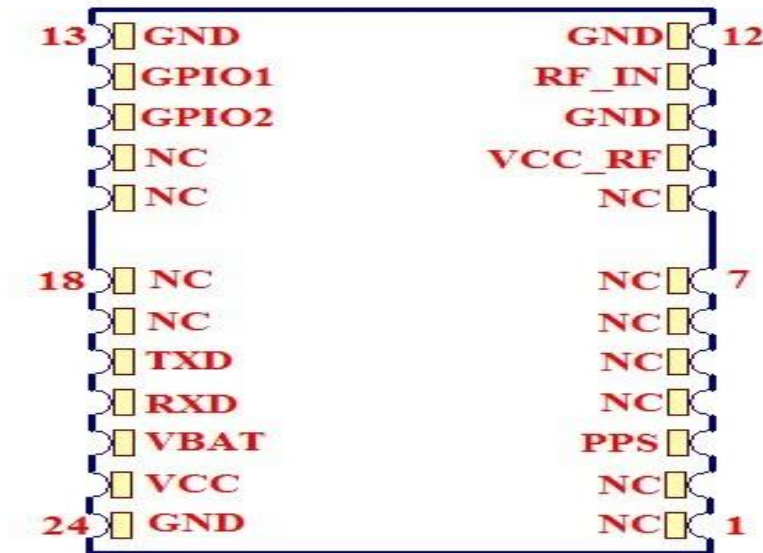 13 GND GND 12
GPIO1 RF_IN
GPIO2 GND
NC VCC_RF
NC NC
18 NC NC 7
NC NC
TXD NC
RXD NC
VBAT PPS
VCC NC
24 GND NC 1